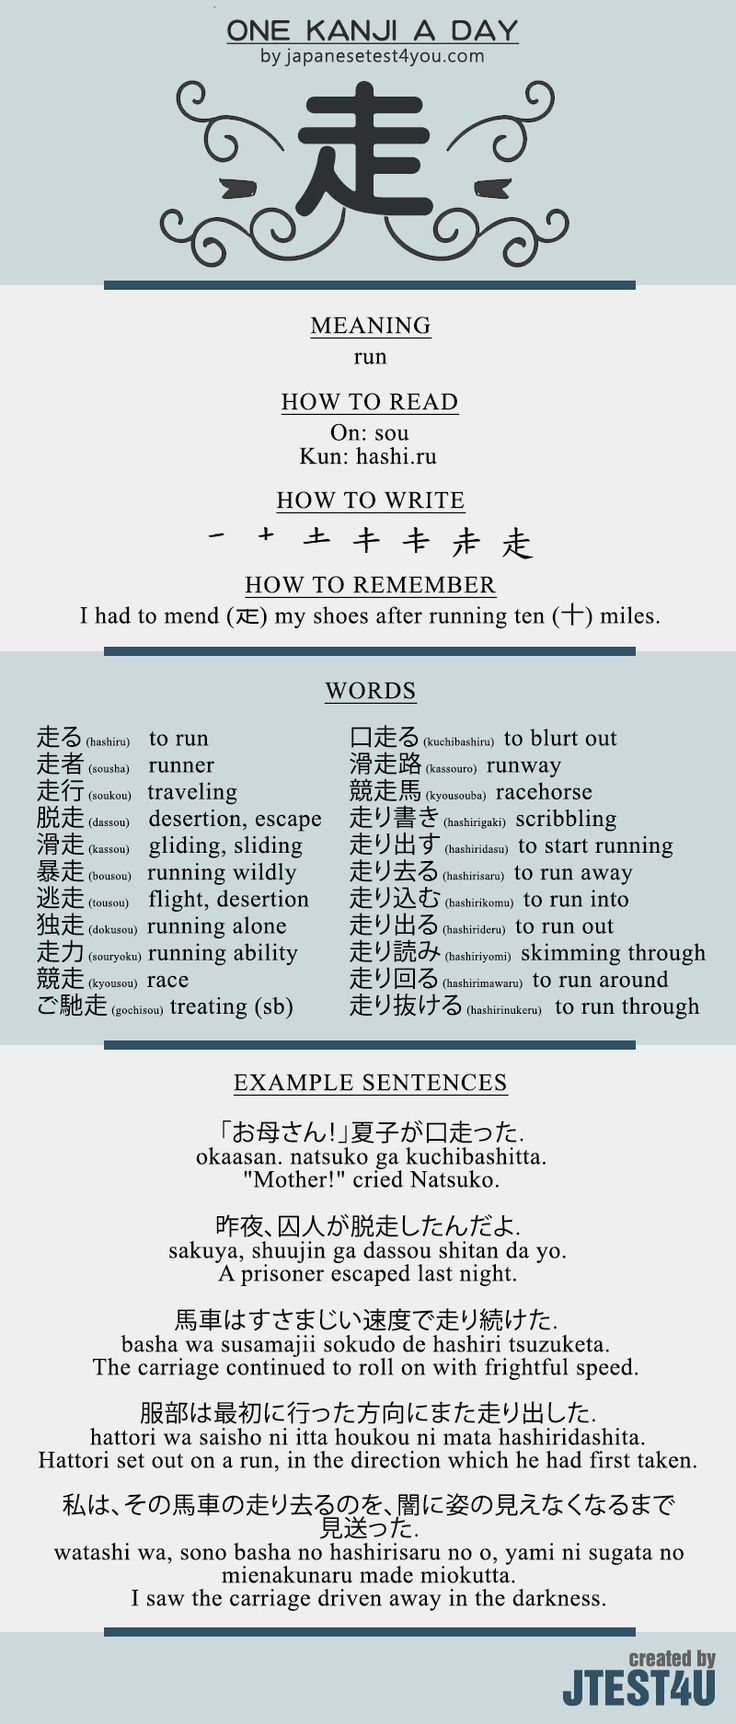 ONE KANJI A DAY
by japanesetest4you.com
走
MEANING
run
HOW TO READ
On: sou
Kun: hashi.ru
HOW TO WRITE
HOW TO REMEMBER
I had to mend (疋) my shoes after running ten (十) miles.
WORDS
走る (hashiru) to run
走者 (sousha) runner
走行 (soukou) traveling
脱走 (dassou) desertion, escape
滑走 (kassou) gliding, sliding
暴走 (bousou) running wildly
逃走 (tousou) flight, desertion
独走 (dokusou) running alone
走力 (souryoku) running ability
競走 (kyousou) race
ご馳走 (gochisou) treating (sb)
口走る (kuchibashiru) to blurt out
滑走路 (kassouro) runway
競走馬 (kyousouba) racehorse
走り書き (hashirigaki) scribbling
走り出す (hashiridasu) to start running
走り去る (hashirisaru) to run away
走り込む (hashirikomu) to run into
走り出る (hashirideru) to run out
走り読み (hashiriyomi) skimming through
走り回る (hashirimawaru) to run around
走り抜ける (hashirinukeru) to run through
EXAMPLE SENTENCES
「お母さん!」夏子が口走った.
okaasan. natsuko ga kuchibashitta.
"Mother!" cried Natsuko.
昨夜、囚人が脱走したんだよ.
sakuya, shuujin ga dassou shitan da yo.
A prisoner escaped last night.
馬車はすさまじい速度で走り続けた.
basha wa susamajii sokudo de hashiri tsuzuketa.
The carriage continued to roll on with frightful speed.
服部は最初に行った方向にまた走り出した.
hattori wa saisho ni itta houkou ni mata hashiridashita.
Hattori set out on a run, in the direction which he had first taken.
私は、その馬車の走り去るのを、闇に姿の見えなくなるまで
見送った.
watashi wa, sono basha no hashirisaru no o, yami ni sugata no
mienakunaru made miokutta.
I saw the carriage driven away in the darkness.
created by
JTEST4U